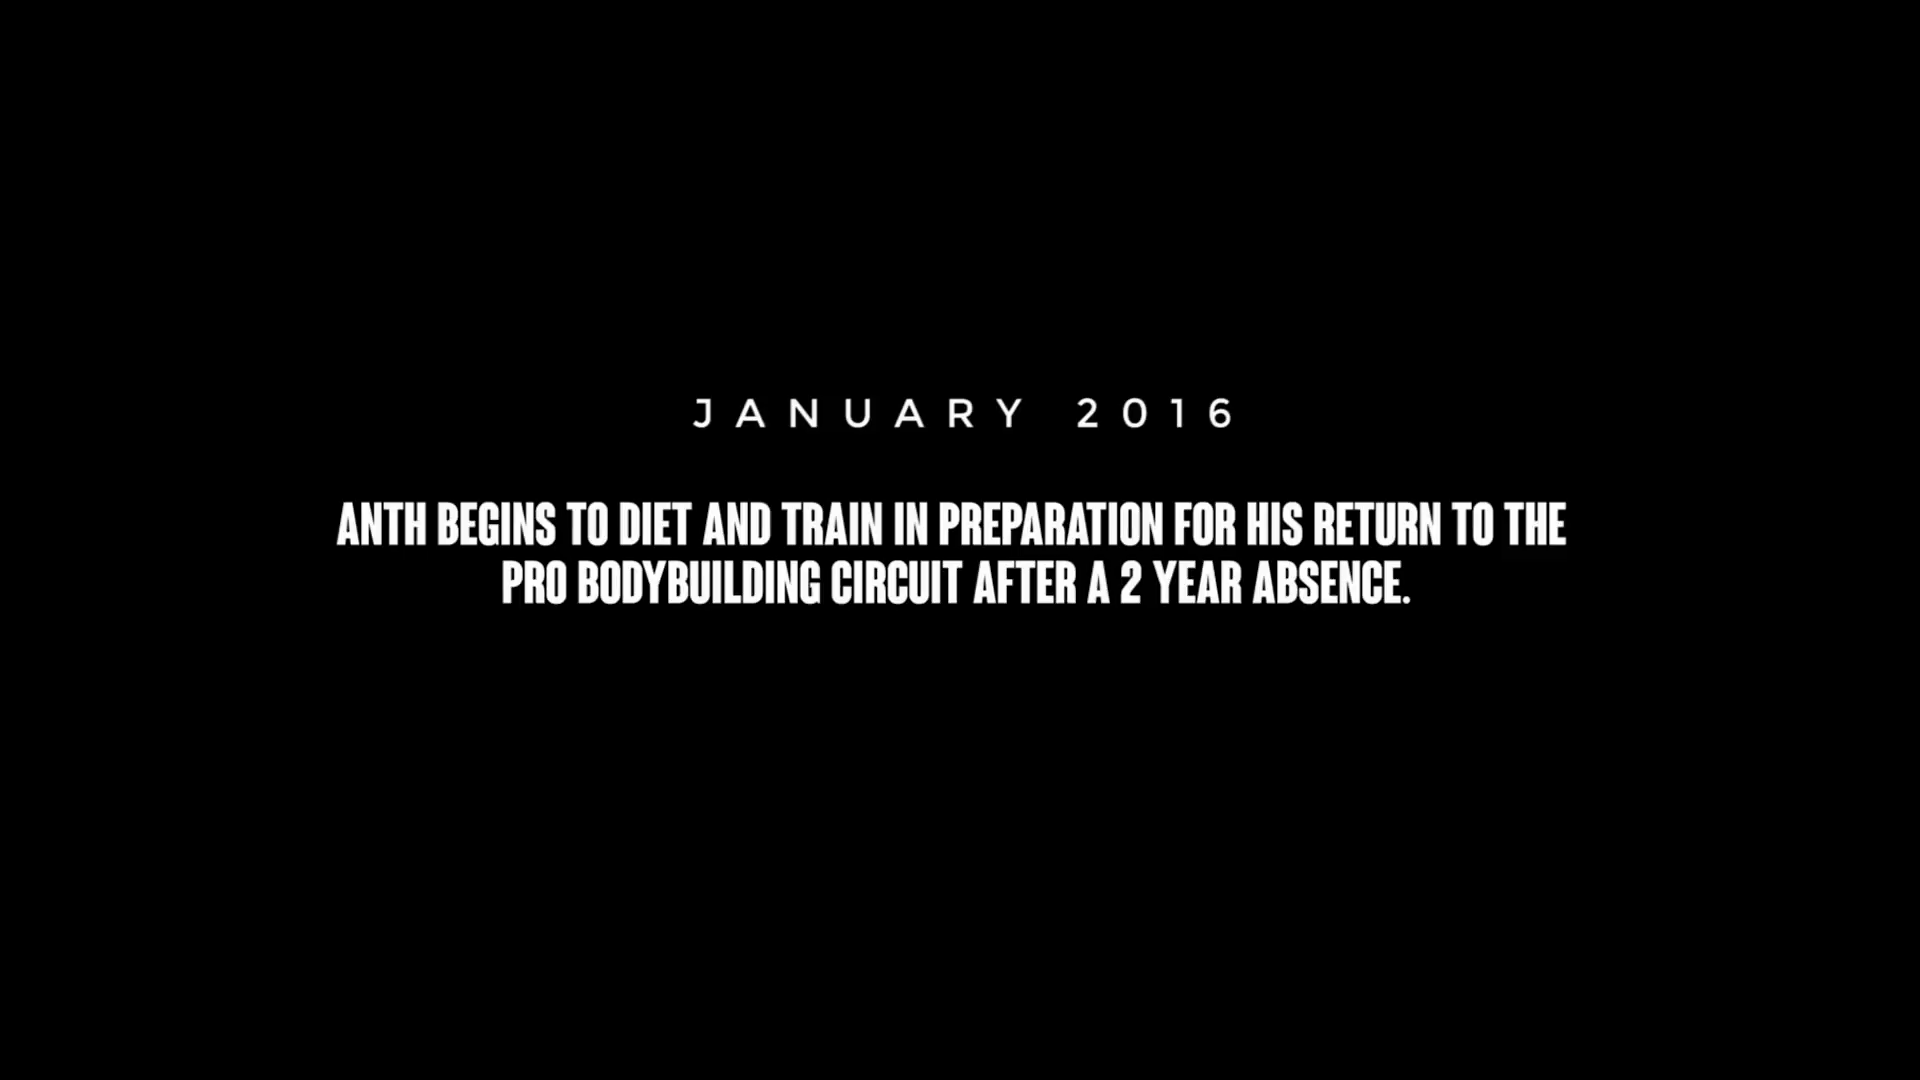 JANUARY 2016
ANTH BEGINS TO DIET AND TRAIN IN PREPARATION FOR HIS RETURN TO THE
PRO BODYBUILDING CIRCUIT AFTER A 2 YEAR ABSENCE.